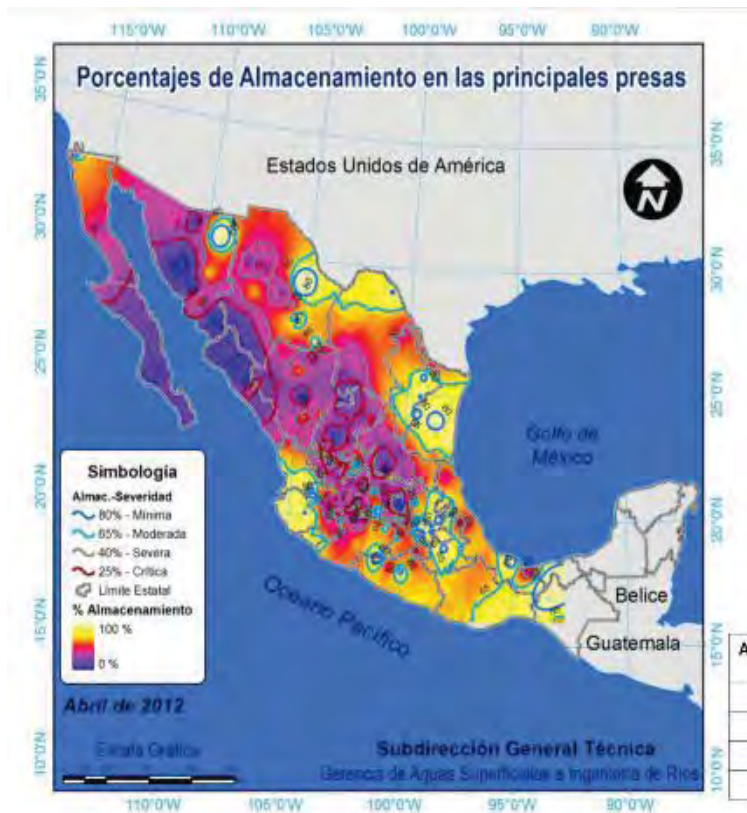 115°0'W 110°0'W 105°0'W 100°0'W 95°0'W 90°0'W
Porcentajes de Almacenamiento en las principales presas
Estados Unidos de América
N
35°0'N
35°0'N
30°0'N
30°0'N
25°0'N
25°0'N
20°0'N
20°0'N
15°0'N
15°0'N
10°0'N
10°0'N
Golfo de
México
Simbología
Almac.-Severidad
80% - Mínima
65% - Moderada
40% - Severa
25% - Crítica
Límite Estatal
% Almacenamiento
100 %
0 %
Océano Pacífico
Belice
Guatemala
A
Abril de 2012
Escala Gráfica
Subdirección General Técnica
Gerencia de Aguas Superficiales e Ingeniería de Ríos
110°0'W 105°0'W 100°0'W 95°0'W 90°0'W